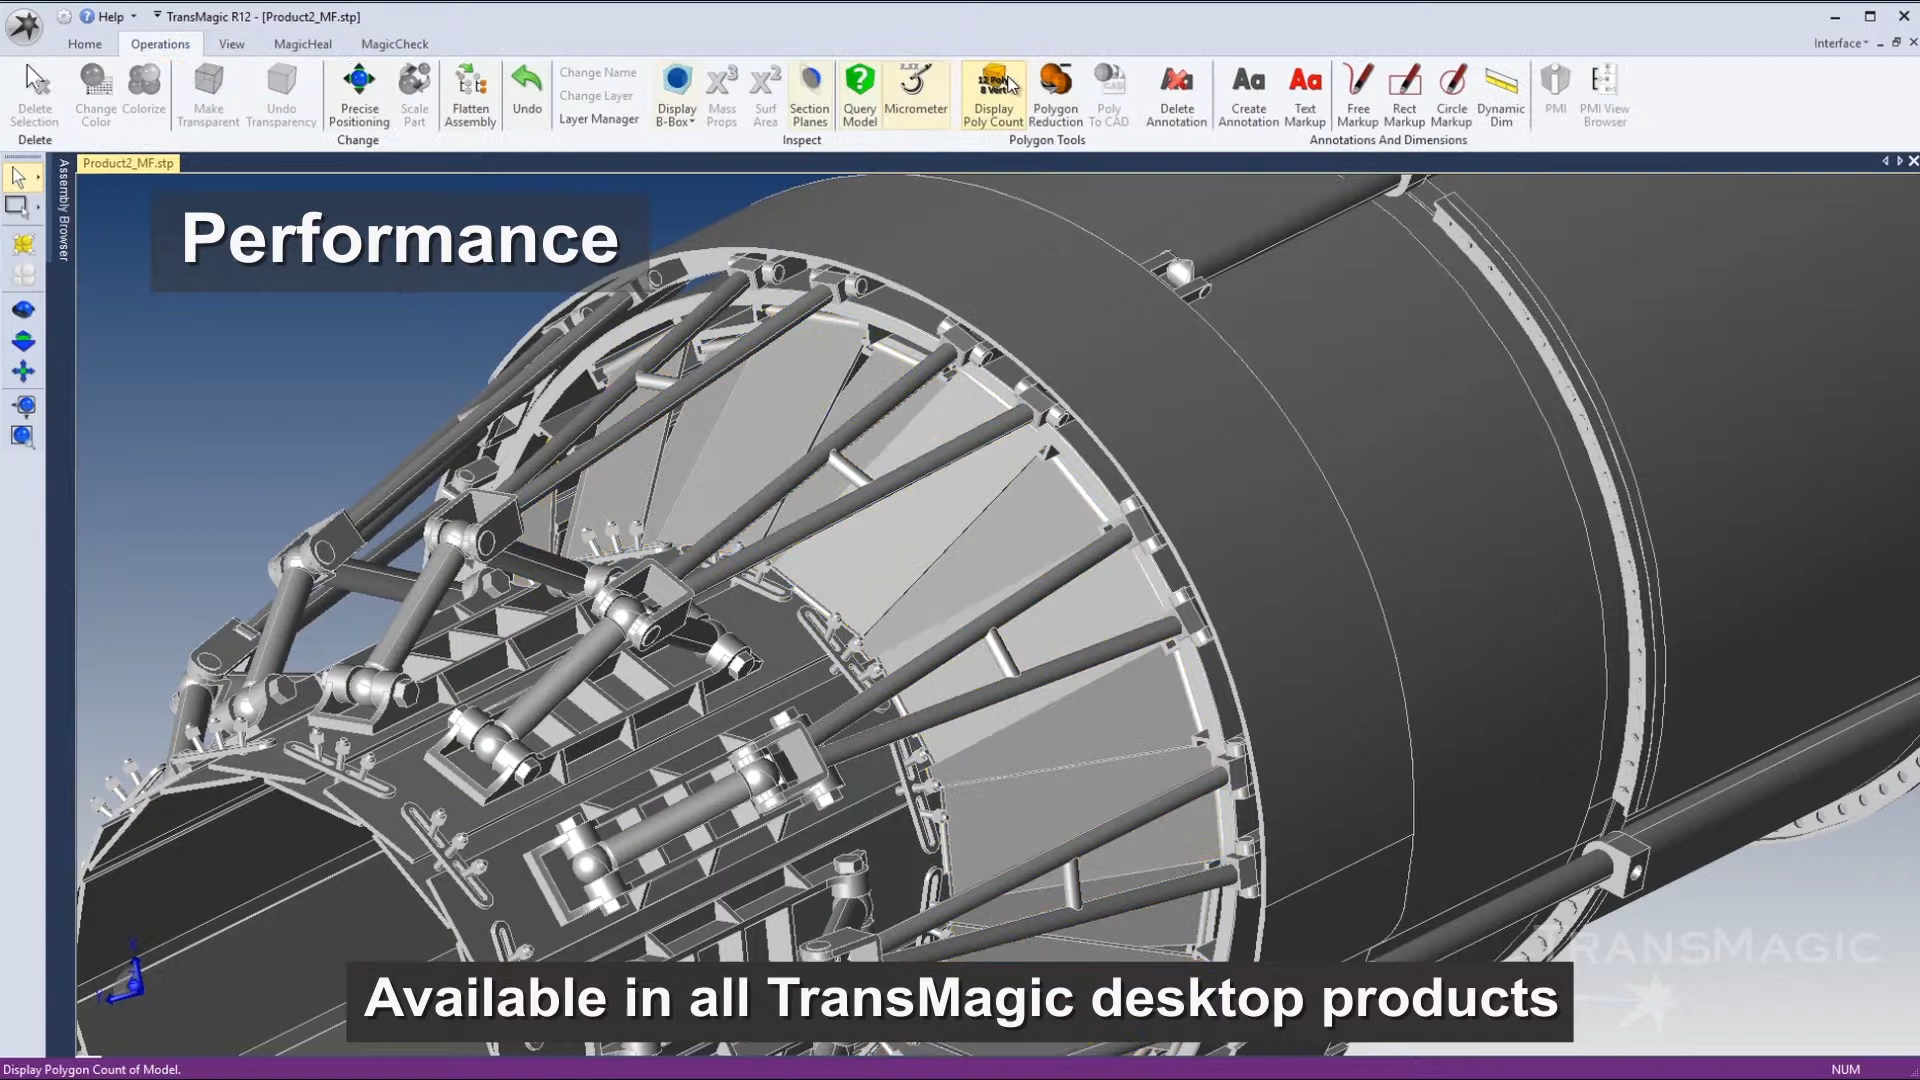 Help
TransMagic R12 - [Product2_MF.stp]
Home
Operations
View
MagicHeal
MagicCheck
Interface
Delete Selection
Change Color
Colorize
Make Transparent
Undo Transparency
Precise Positioning
Scale Part
Flatten Assembly
Undo
Change Name
Change Layer
Layer Manager
Display B-Box
Mass Props
Surf Area
Section Planes
Query Model
X.XX
Micrometer
Display Poly Count
Polygon Reduction
Poly To CAD
Delete Annotation
Create Annotation
Text Markup
Free Markup
Rect Markup
Circle Markup
Dynamic Dim
PMI
PMI View Browser
Delete
Change
Inspect
Polygon Tools
Annotations And Dimensions
Product2_MF.stp
Assembly Browser
Performance
TRANSMAGIC
Available in all TransMagic desktop products
Display Polygon Count of Model.
NUM